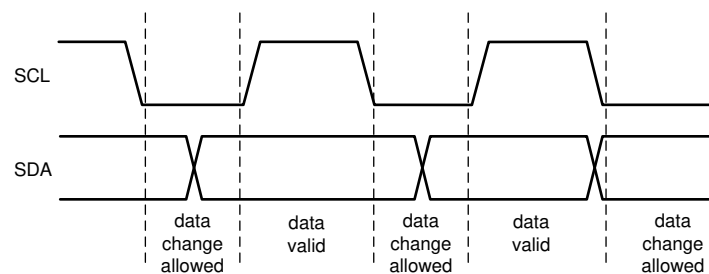 SCL
SDA
data
change
allowed
data
valid
data
change
allowed
data
valid
data
change
allowed